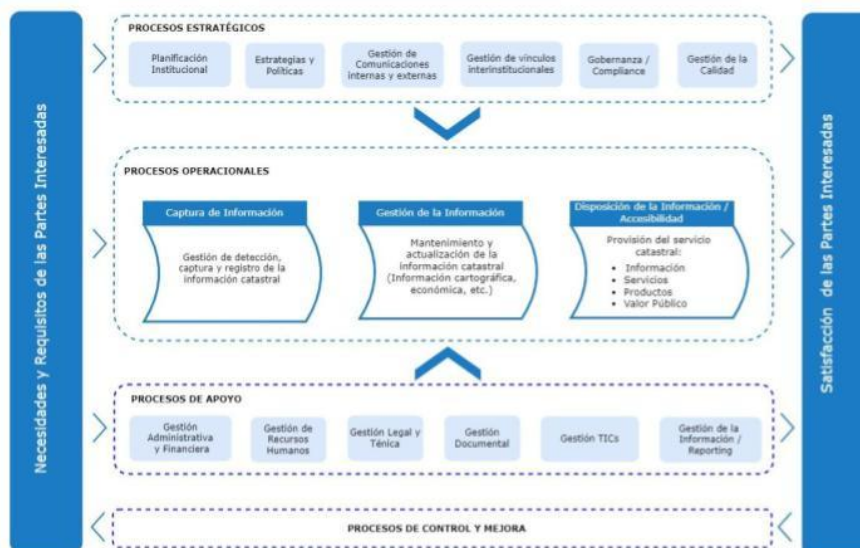 Necesidades y Requisitos de las Partes Interesadas
PROCESOS ESTRATÉGICOS
Planificación
Institucional
Estrategias y
Políticas
Gestión de
Comunicaciones
internas y externas
Gestión de vínculos
interinstitucionales
Gobernanza /
Compliance
Gestión de la
Calidad
PROCESOS OPERACIONALES
Captura de Información
Gestión de detección,
captura y registro de la
información catastral
Gestión de la Información
Mantenimiento y
actualización de la
información catastral
(Información cartográfica,
económica, etc.)
Disposición de la Información /
Accesibilidad
Provisión del servicio
catastral:
• Información
• Servicios
• Productos
• Valor Público
PROCESOS DE APOYO
Gestión
Administrativa
y Financiera
Gestión de
Recursos
Humanos
Gestión Legal y
Ténica
Gestión
Documental
Gestión TICs
Gestión de la
Información /
Reporting
PROCESOS DE CONTROL Y MEJORA
Satisfacción de las Partes Interesadas